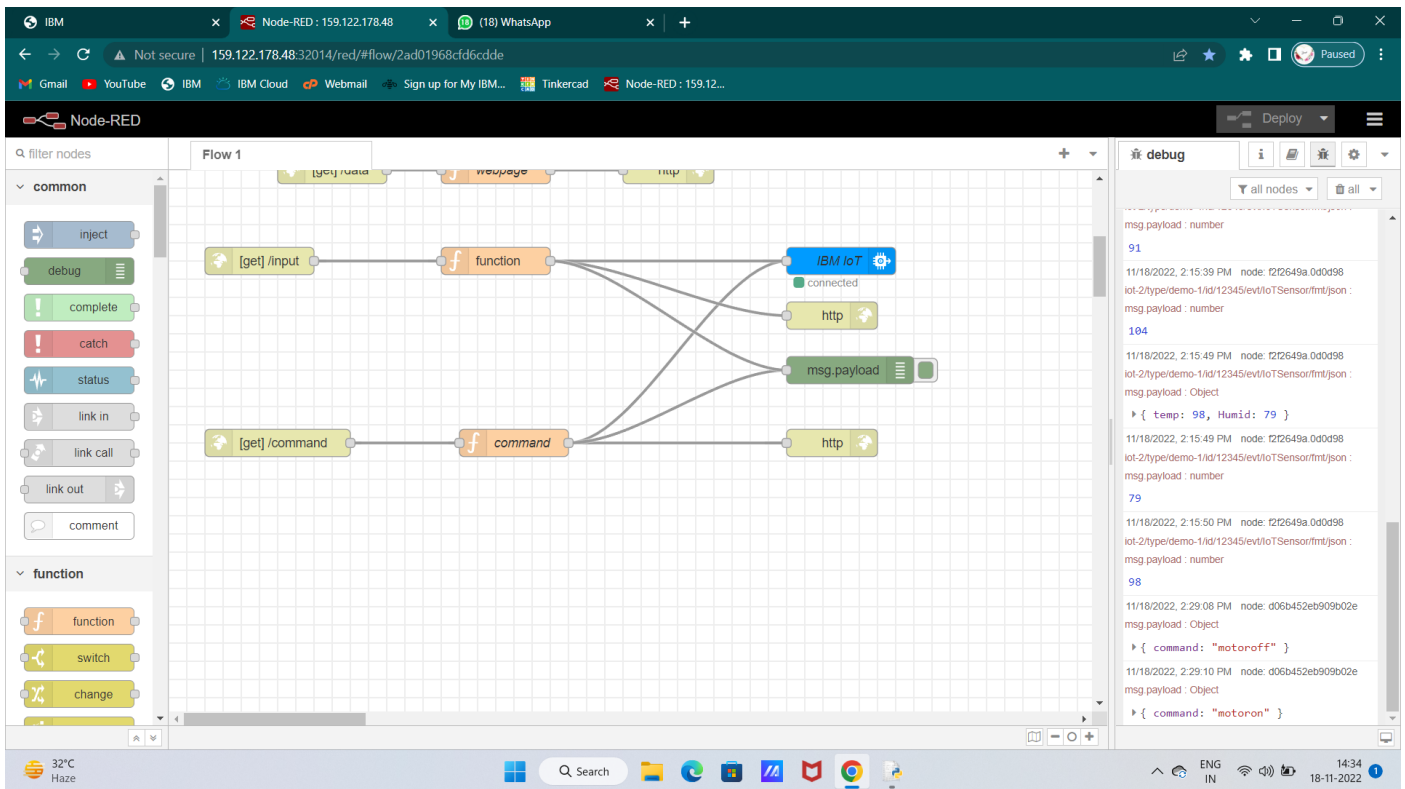 IBM
Node-RED : 159.122.178.48
(18) WhatsApp
Not secure | 159.122.178.48:32014/red/#flow/2ad01968cfd6cdde
Paused
Gmail YouTube IBM IBM Cloud Webmail Sign up for My IBM... Tinkercad Node-RED : 159.12...
Node-RED
Deploy
filter nodes
Flow 1
debug
all nodes
all
common
inject
debug
complete
catch
status
link in
link call
link out
comment
function
function
switch
change
[get] /data
webpage
http
[get] /input
function
IBM IoT
connected
http
msg.payload
[get] /command
command
http
msg.payload : number
91
11/18/2022, 2:15:39 PM node: f2f2649a.0d0d98
iot-2/type/demo-1/id/12345/evt/IoTSensor/fmt/json :
msg.payload : number
104
11/18/2022, 2:15:49 PM node: f2f2649a.0d0d98
iot-2/type/demo-1/id/12345/evt/IoTSensor/fmt/json :
msg.payload : Object
{ temp: 98, Humid: 79 }
11/18/2022, 2:15:49 PM node: f2f2649a.0d0d98
iot-2/type/demo-1/id/12345/evt/IoTSensor/fmt/json :
msg.payload : number
79
11/18/2022, 2:15:50 PM node: f2f2649a.0d0d98
iot-2/type/demo-1/id/12345/evt/IoTSensor/fmt/json :
msg.payload : number
98
11/18/2022, 2:29:08 PM node: d06b452eb909b02e
msg.payload : Object
{ command: "motoroff" }
11/18/2022, 2:29:10 PM node: d06b452eb909b02e
msg.payload : Object
{ command: "motoron" }
32°C
Haze
Search
ENG
IN
14:34
18-11-2022
1